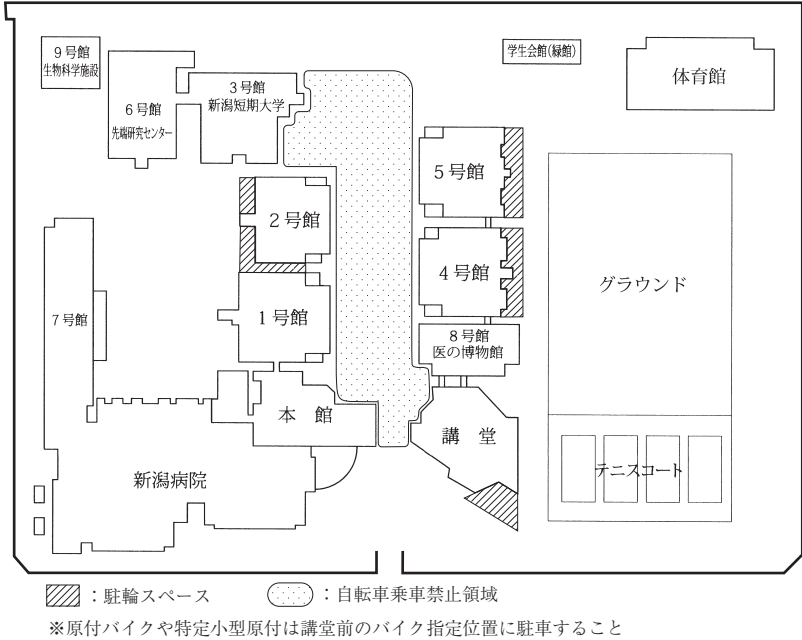 9号館
生物科学施設
6号館
先端研究センター
3号館
新潟短期大学
学生会館(緑館)
体育館
5号館
2号館
4号館
グラウンド
1号館
7号館
8号館
医の博物館
本 館
講 堂
新潟病院
テニスコート
:駐輪スペース
:自転車乗車禁止領域
※原付バイクや特定小型原付は講堂前のバイク指定位置に駐車すること